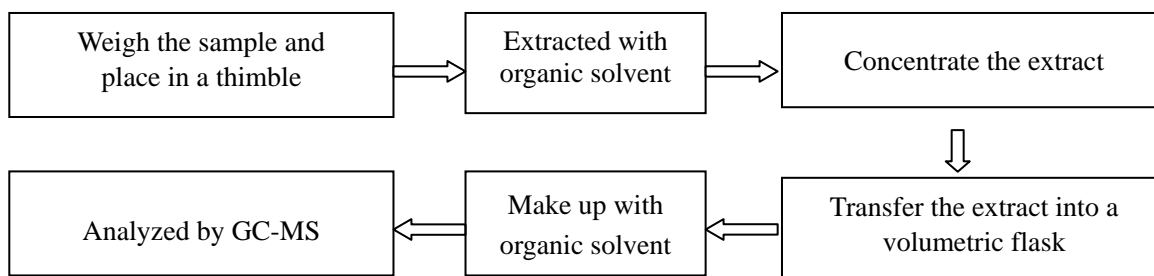 Weigh the sample and
place in a thimble
Extracted with
organic solvent
Concentrate the extract
Transfer the extract into a
volumetric flask
Make up with
organic solvent
Analyzed by GC-MS